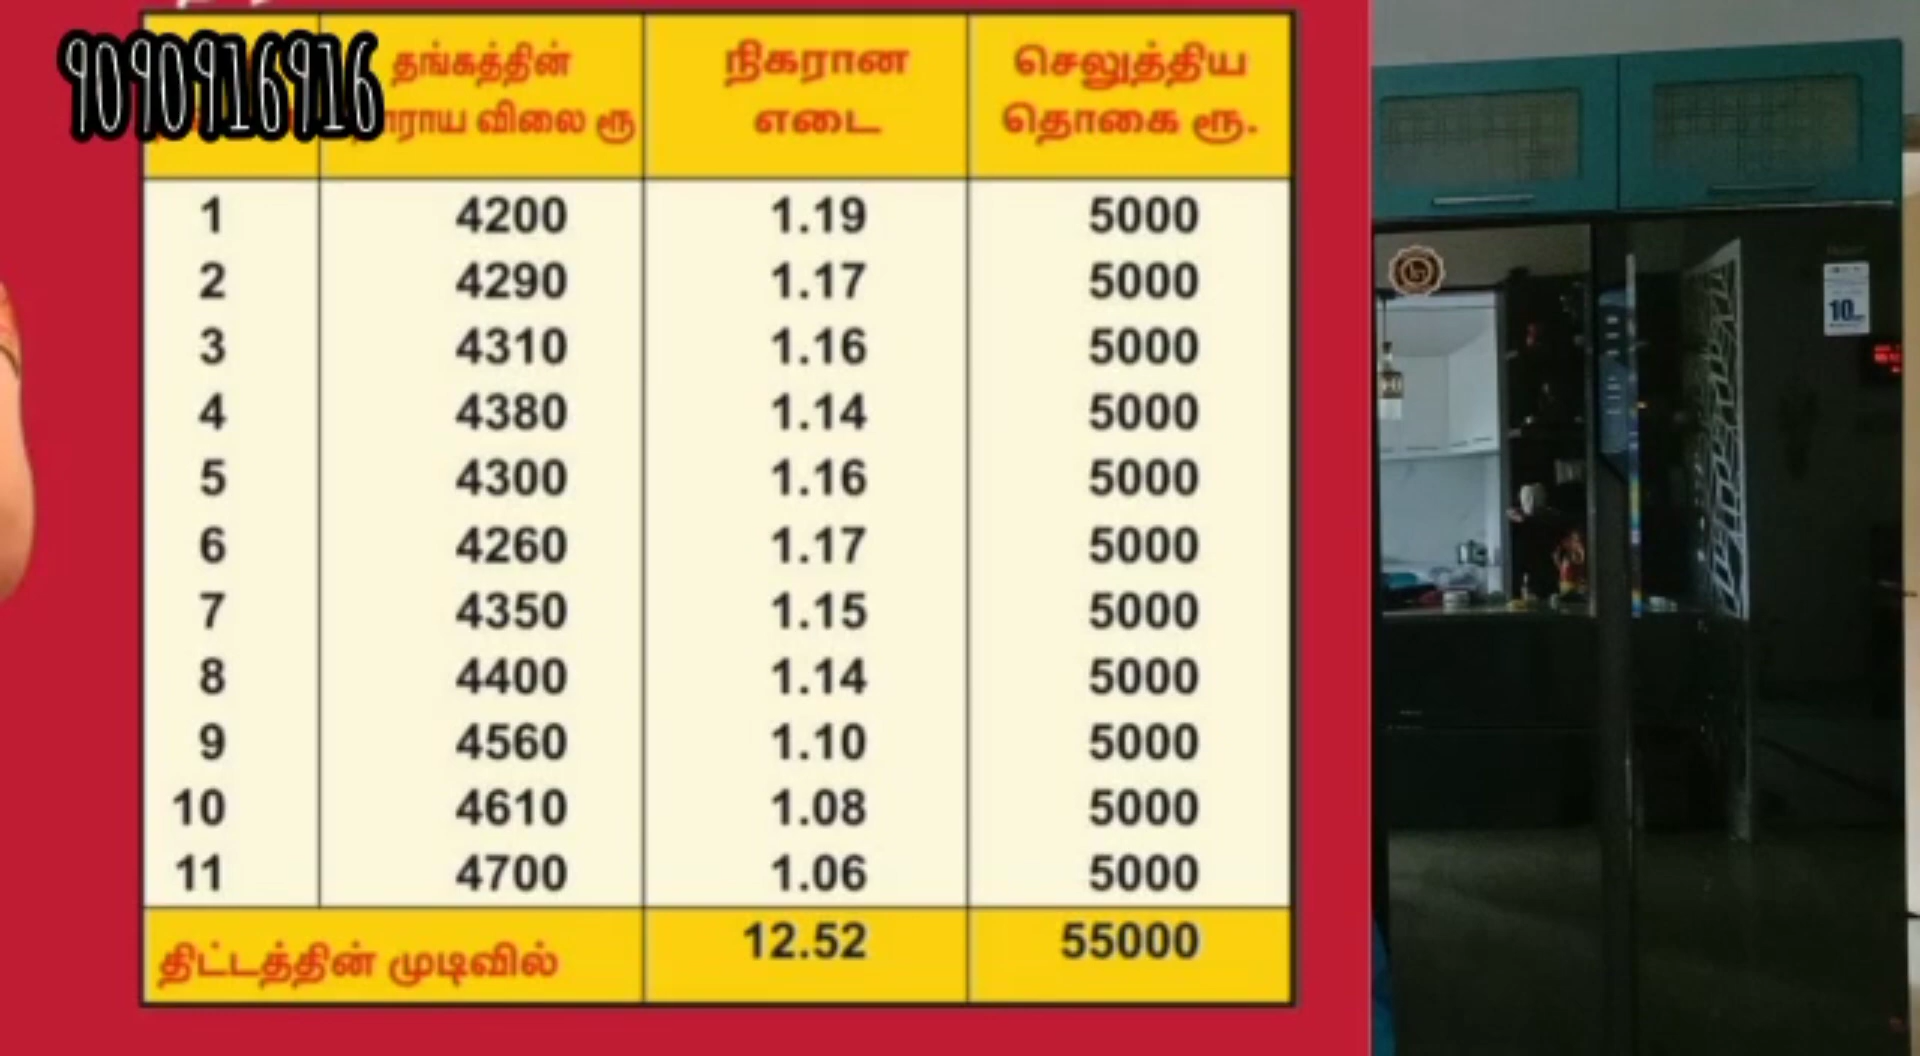 9090916916
தங்கத்தின் நிகரான செலுத்திய
விலை ரூ எடை தொகை ரூ.
1 4200 1.19 5000
2 4290 1.17 5000
3 4310 1.16 5000
4 4380 1.14 5000
5 4300 1.16 5000
6 4260 1.17 5000
7 4350 1.15 5000
8 4400 1.14 5000
9 4560 1.10 5000
10 4610 1.08 5000
11 4700 1.06 5000
திட்டத்தின் முடிவில் 12.52 55000
10